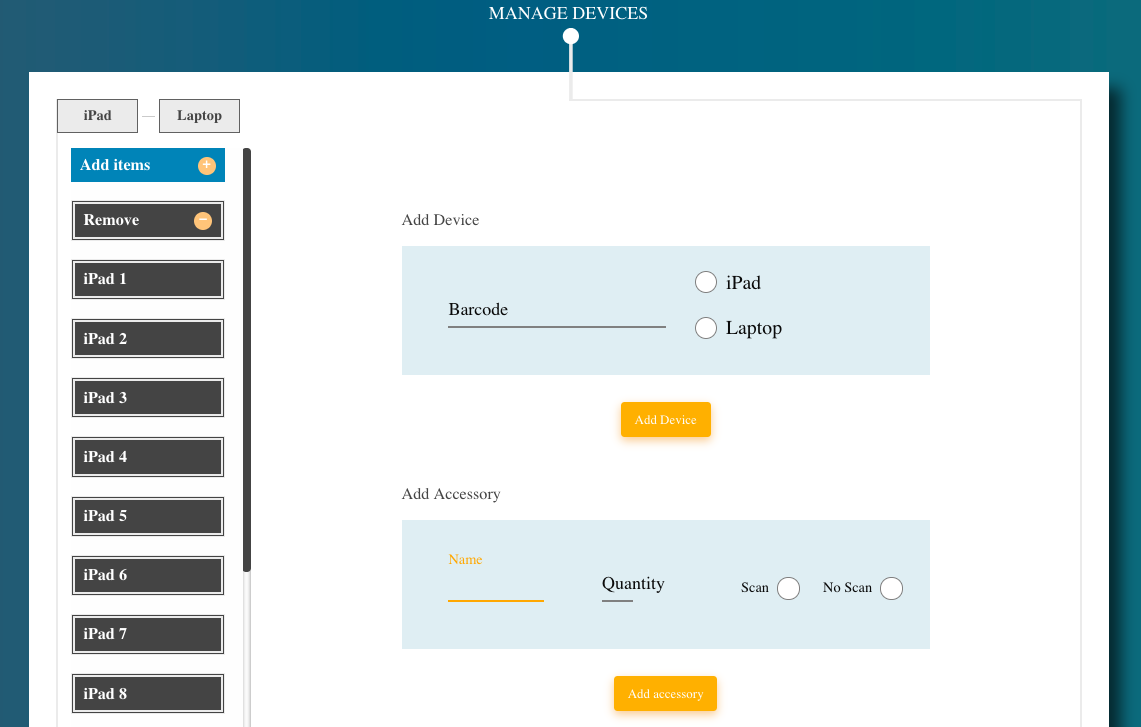 MANAGE DEVICES
iPad
Laptop
Add items
Remove
iPad 1
iPad 2
iPad 3
iPad 4
iPad 5
iPad 6
iPad 7
iPad 8
Add Device
Barcode
iPad
Laptop
Add Device
Add Accessory
Name
Quantity
Scan
No Scan
Add accessory